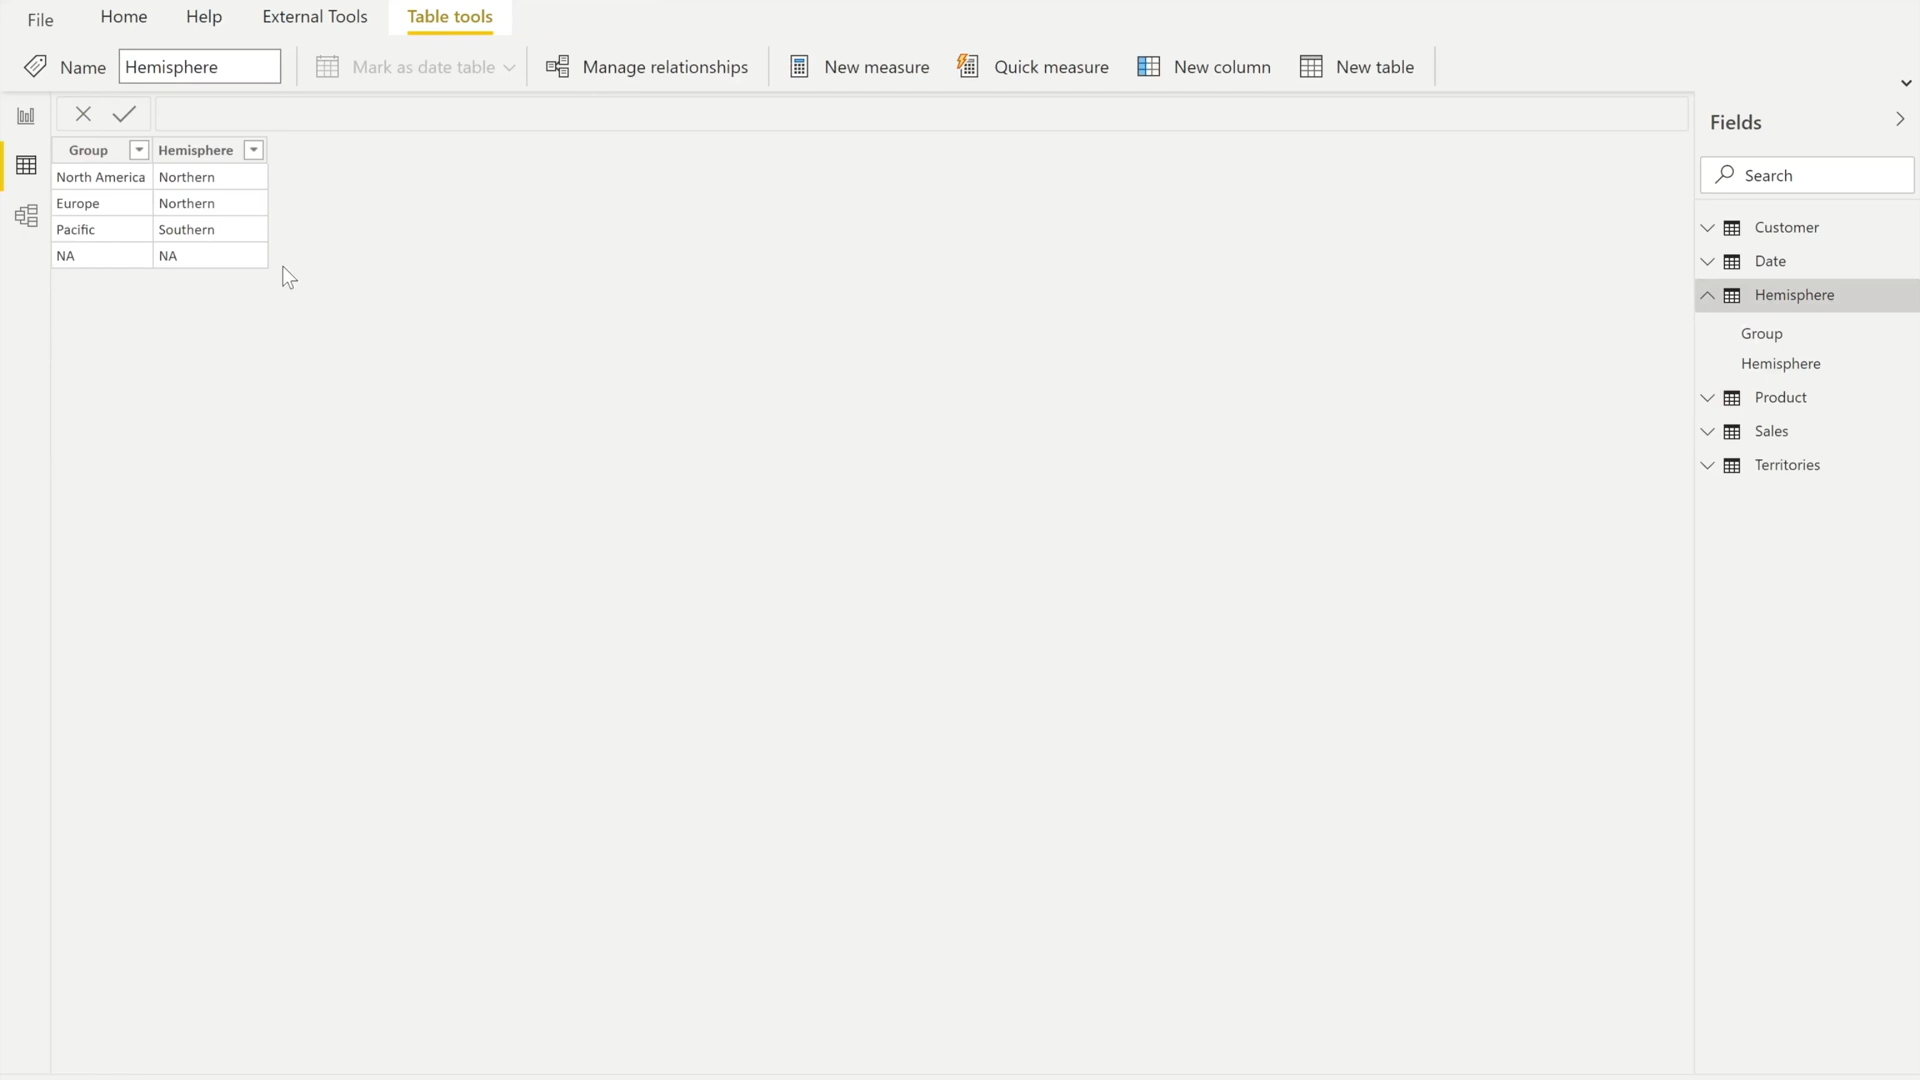 File Home Help External Tools Table tools
Name Hemisphere Mark as date table Manage relationships New measure Quick measure New column New table
Fields
Search
Group Hemisphere
North America Northern
Europe Northern
Pacific Southern
NA NA
Customer
Date
Hemisphere
Group
Hemisphere
Product
Sales
Territories